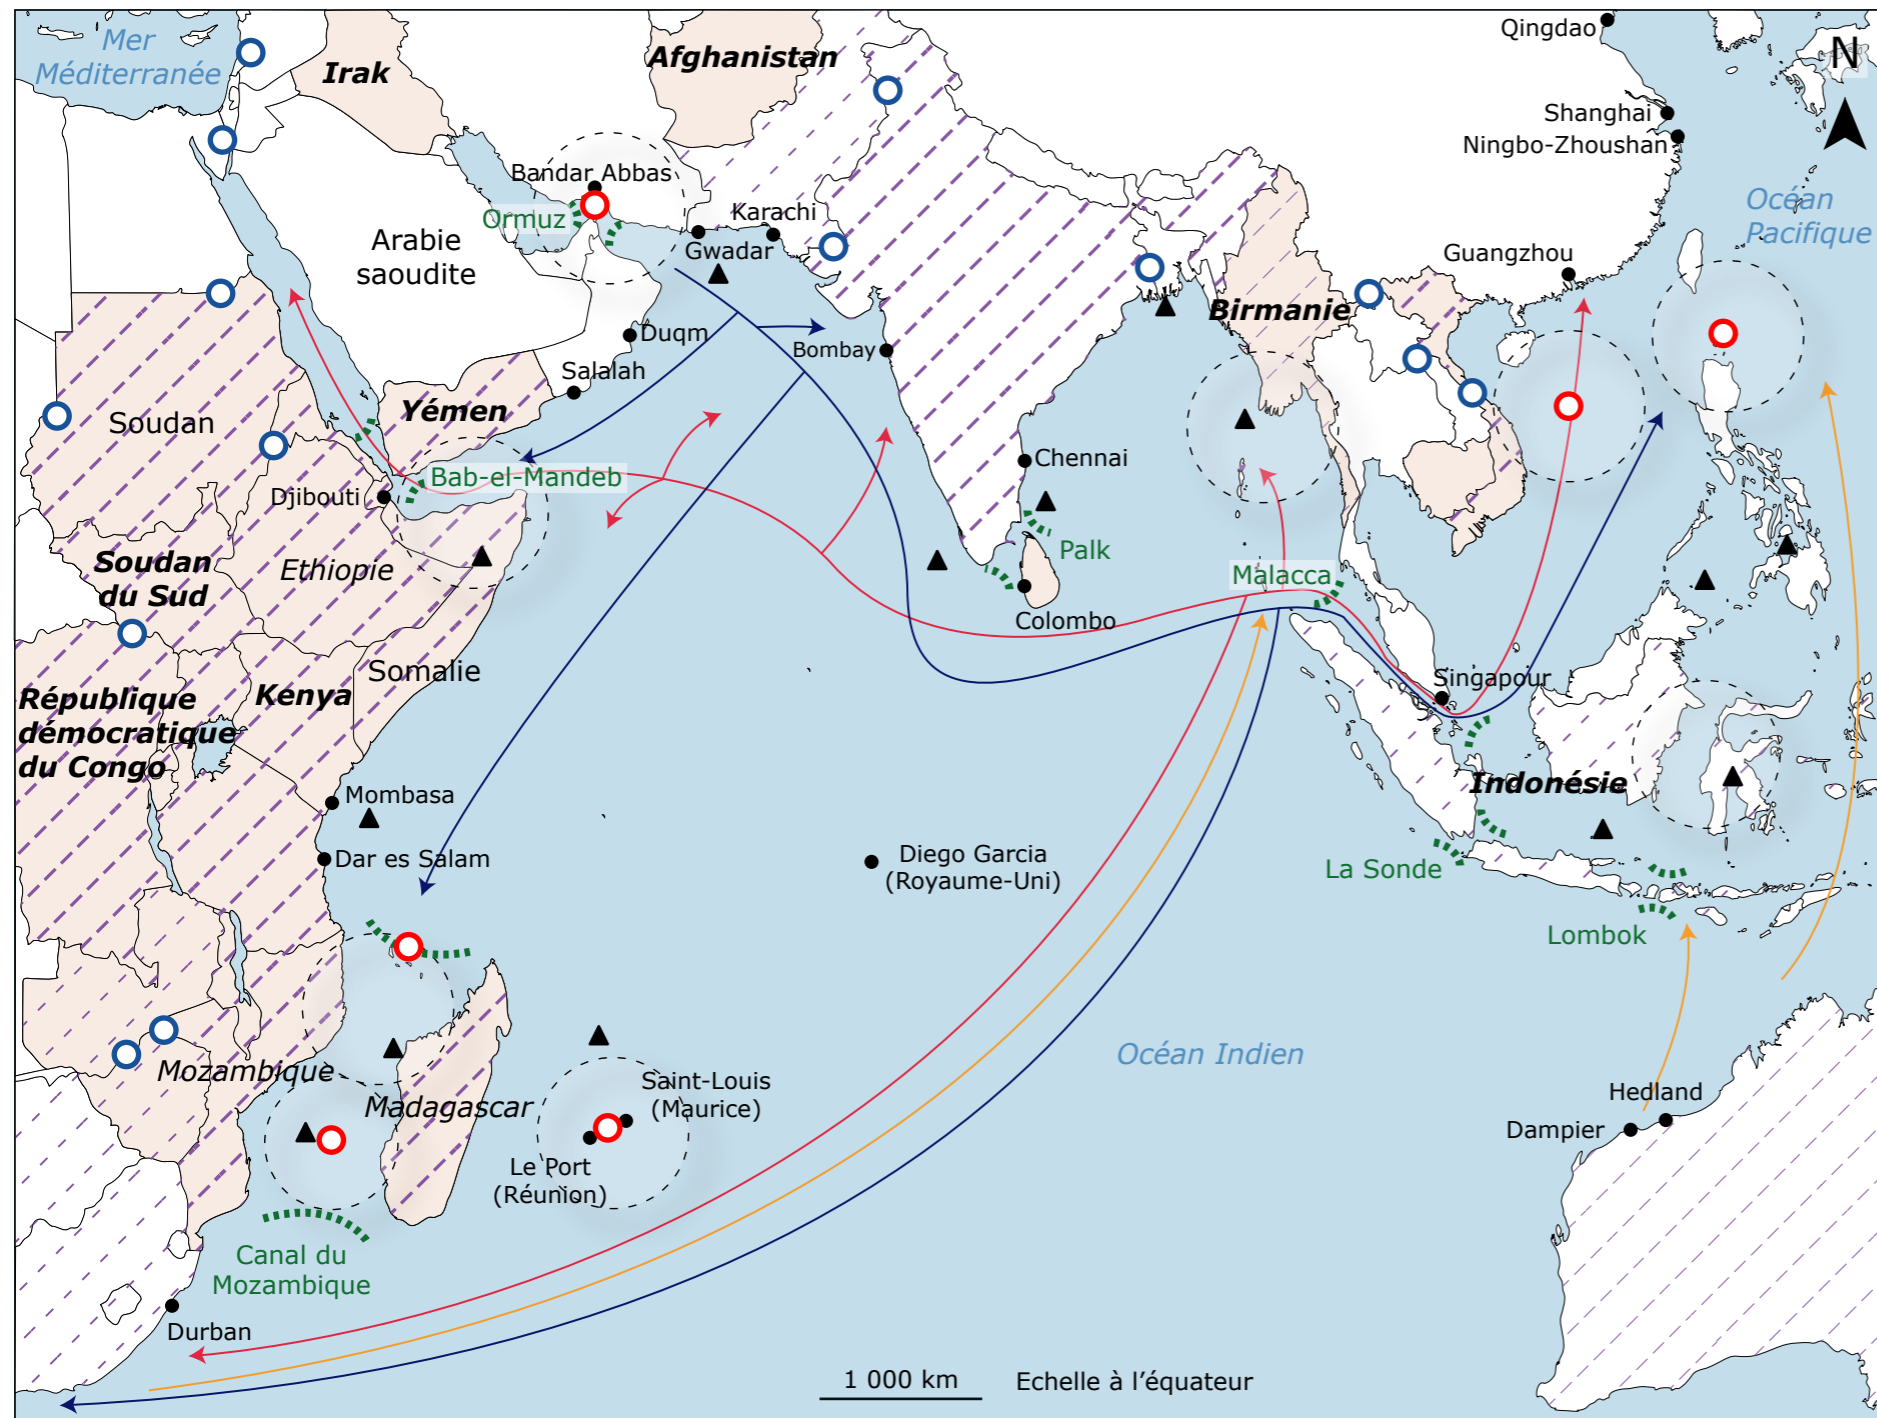 Mer
Méditerranée
Irak
Afghanistan
Qingdao
N
Shanghai
Ningbo-Zhoushan
Bandar Abbas
Ormuz
Karachi
Gwadar
Arabie
saoudite
Océan
Pacifique
Guangzhou
Birmanie
Duqm
Bombay
Salalah
Yémen
Soudan
Chennai
Bab-el-Mandeb
Djibouti
Palk
Soudan
du Sud
Ethiopie
Malacca
Colombo
Somalie
Singapour
République
démocratique
du Congo
Kenya
Indonésie
Mombasa
Dar es Salam
Diego Garcia
(Royaume-Uni)
La Sonde
Lombok
Océan Indien
Mozambique
Madagascar
Saint-Louis
(Maurice)
Hedland
Dampier
Le Port
(Réunion)
Canal du
Mozambique
Durban
1 000 km
Echelle à l’équateur